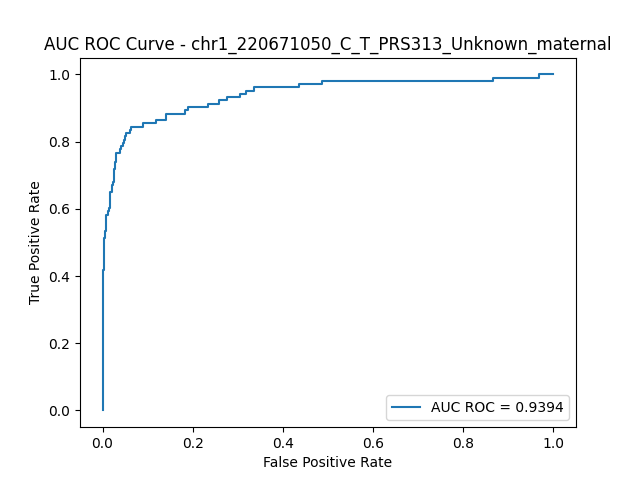 AUC ROC Curve - chr1_220671050_C_T_PRS313_Unknown_maternal
1.0
0.8
0.6
0.4
0.2
0.0
True Positive Rate
AUC ROC = 0.9394
0.0 0.2 0.4 0.6 0.8 1.0
False Positive Rate